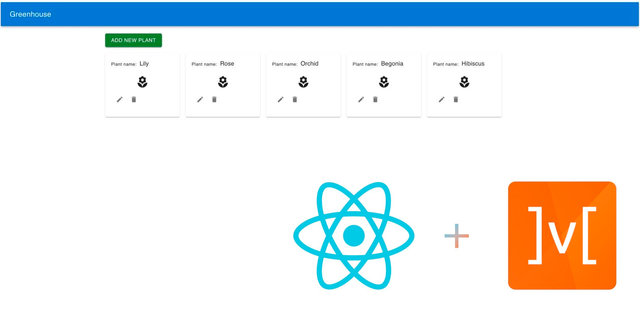 Greenhouse
ADD NEW PLANT
Plant name: Lily
Plant name: Rose
Plant name: Orchid
Plant name: Begonia
Plant name: Hibiscus
]v[